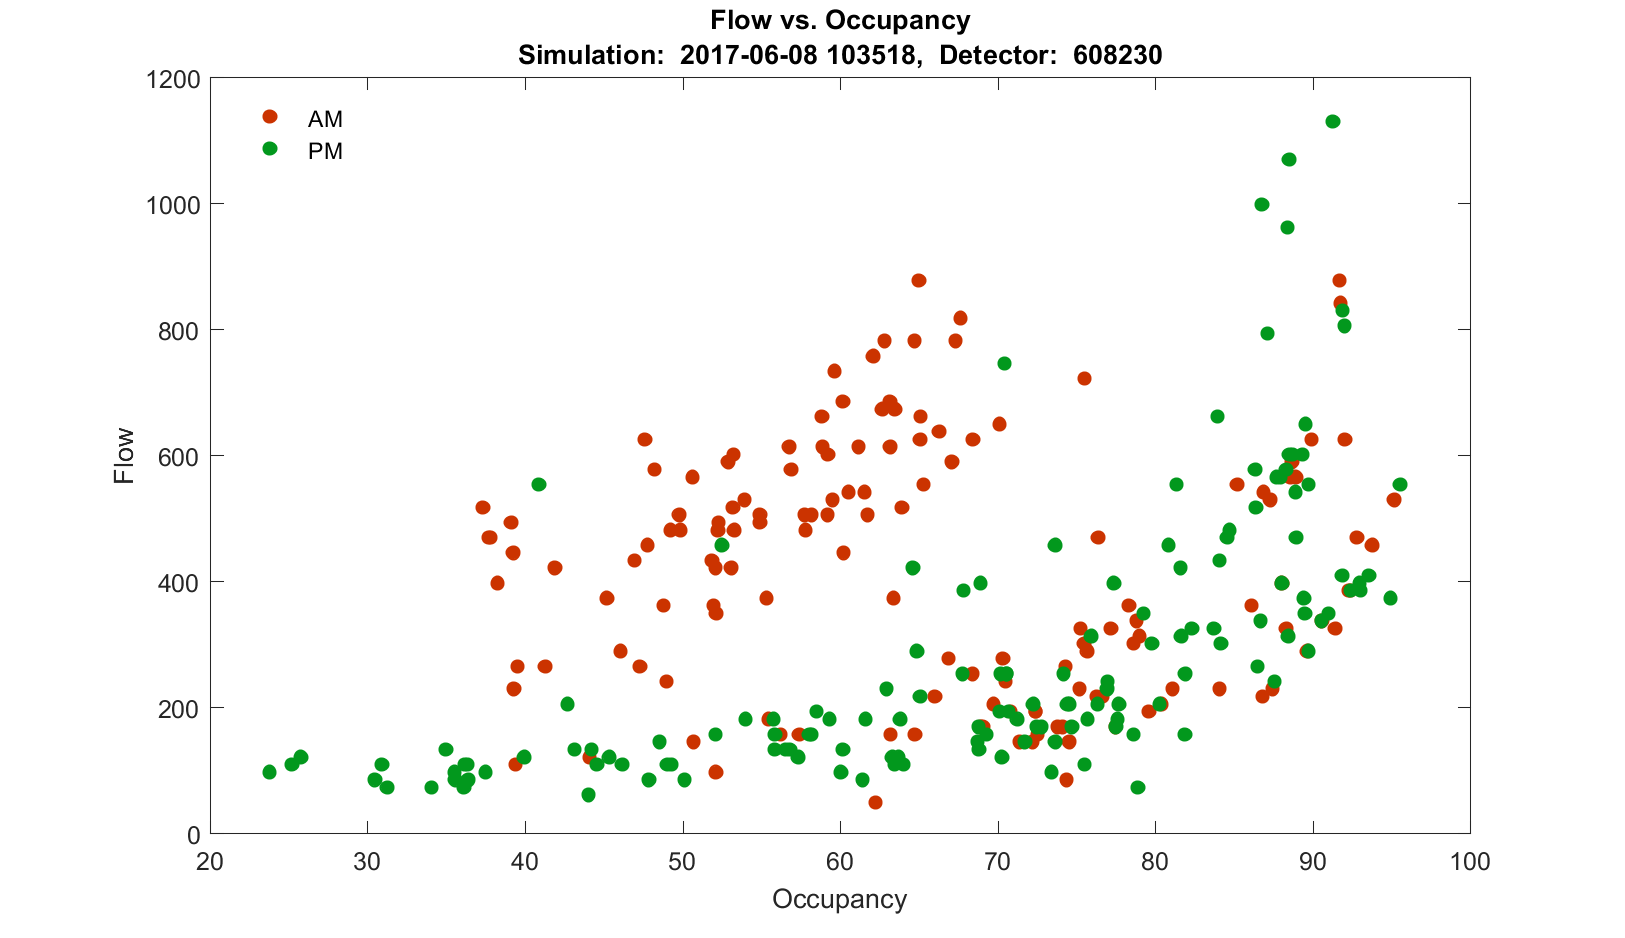 Flow vs. Occupancy
Simulation:  2017-06-08 103518,  Detector:  608230
1200
1000
800
600
400
200
0
Flow
AM
PM
20 30 40 50 60 70 80 90 100
Occupancy